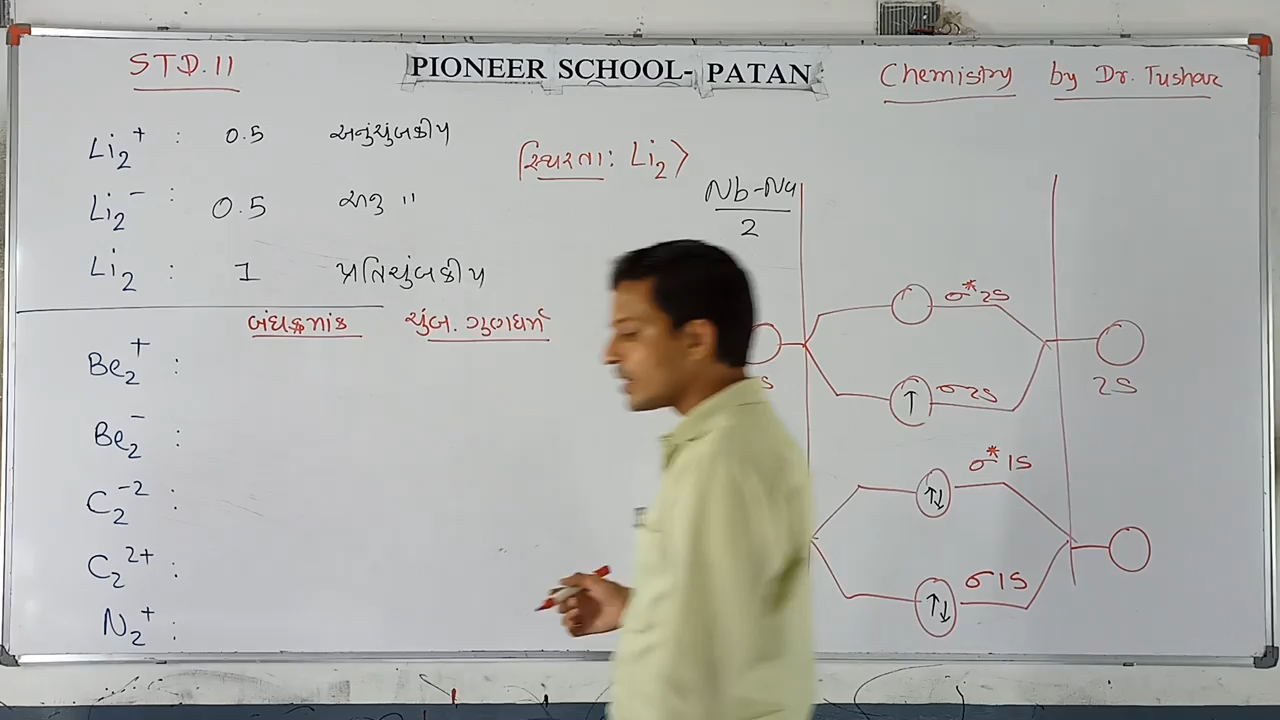 STD.11
PIONEER SCHOOL- PATAN
Chemistry by Dr. Tushar
Li₂⁺ : 0.5 અનુંચુંબકીય
Li₂⁻ : 0.5 અનુ "
Li₂ : 1 પ્રતિચુંબકીય
સ્થિરતા: Li₂ >
Nb-Na
2
બંધક્રમાંક ચુંબ. ગુણધર્મ
Be₂⁺ :
Be₂⁻ :
C₂⁻² :
C₂²⁺ :
N₂⁺ :
σ*2s
σ2s
2s
σ*1s
σ1s